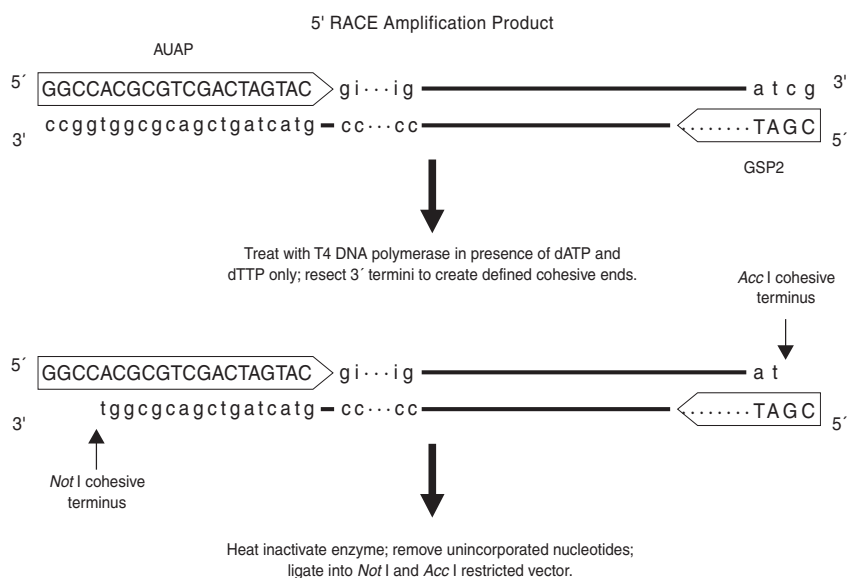 5' RACE Amplification Product
AUAP
5´ GGCCACGCGTCGACTAGTAC gi···ig atcg 3'
3' ccggtggcgcagctgatcatg cc···cc ········TAGC 5´
GSP2
Treat with T4 DNA polymerase in presence of dATP and
dTTP only; resect 3´ termini to create defined cohesive ends.
Acc I cohesive
terminus
5´ GGCCACGCGTCGACTAGTAC gi···ig at
3' tggcgcagctgatcatg cc···cc ········TAGC 5´
Not I cohesive
terminus
Heat inactivate enzyme; remove unincorporated nucleotides;
ligate into Not I and Acc I restricted vector.